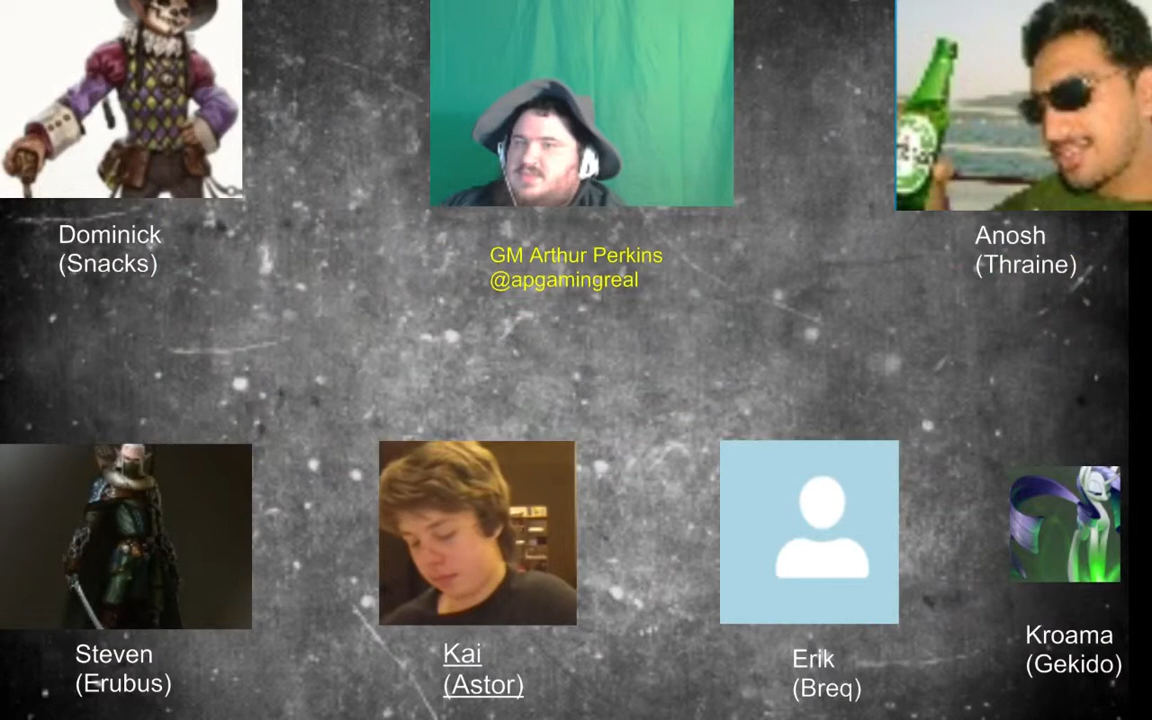 Dominick
(Snacks)
GM Arthur Perkins
@apgamingreal
Anosh
(Thraine)
Steven
(Erubus)
Kai
(Astor)
Erik
(Breq)
Kroama
(Gekido)